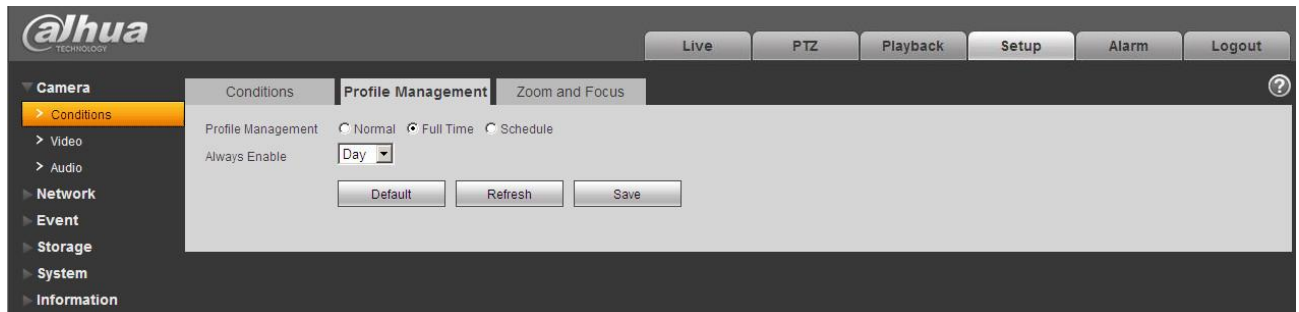 alhua
TECHNOLOGY
Live PTZ Playback Setup Alarm Logout
Camera
> Conditions
> Video
> Audio
Network
Event
Storage
System
Information
Conditions Profile Management Zoom and Focus
?
Profile Management Normal Full Time Schedule
Always Enable Day
Default Refresh Save